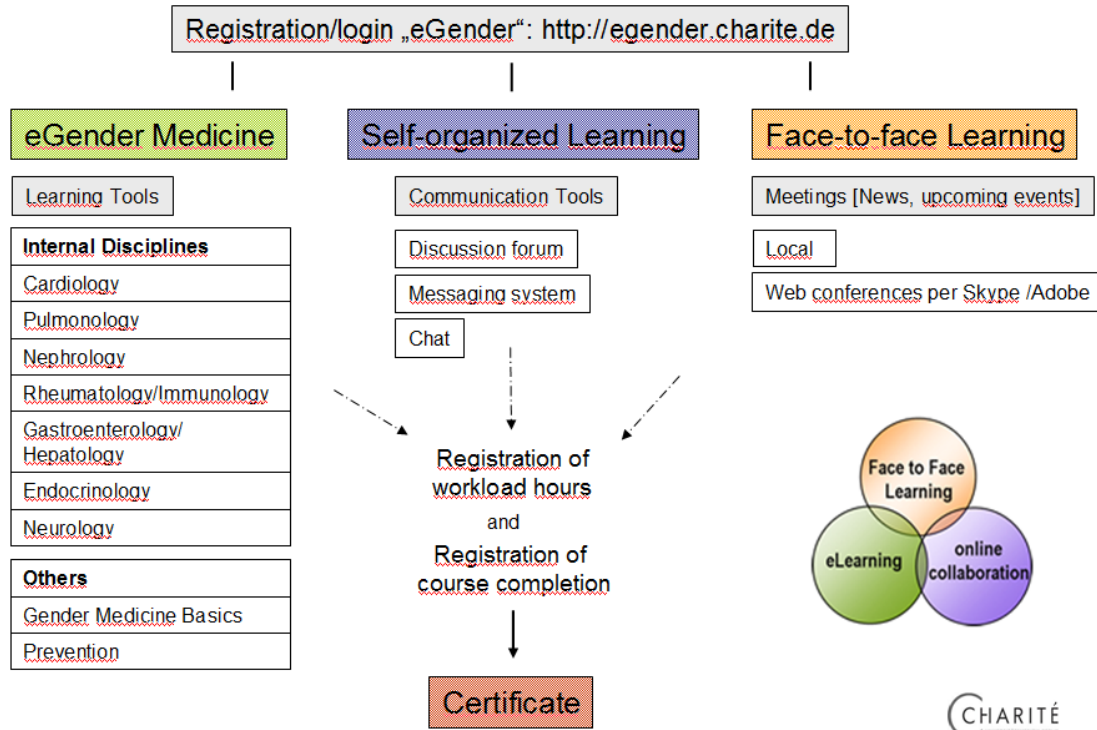 Registration/login „eGender“: http://egender.charite.de
eGender Medicine
Learning Tools
Internal Disciplines
Cardiology
Pulmonology
Nephrology
Rheumatology/Immunology
Gastroenterology/
Hepatology
Endocrinology
Neurology
Others
Gender Medicine Basics
Prevention
Self-organized Learning
Communication Tools
Discussion forum
Messaging system
Chat
Face-to-face Learning
Meetings [News, upcoming events]
Local
Web conferences per Skype /Adobe
Registration of
workload hours
and
Registration of
course completion
Certificate
Face to Face
Learning
eLearning
online
collaboration
CHARITÉ